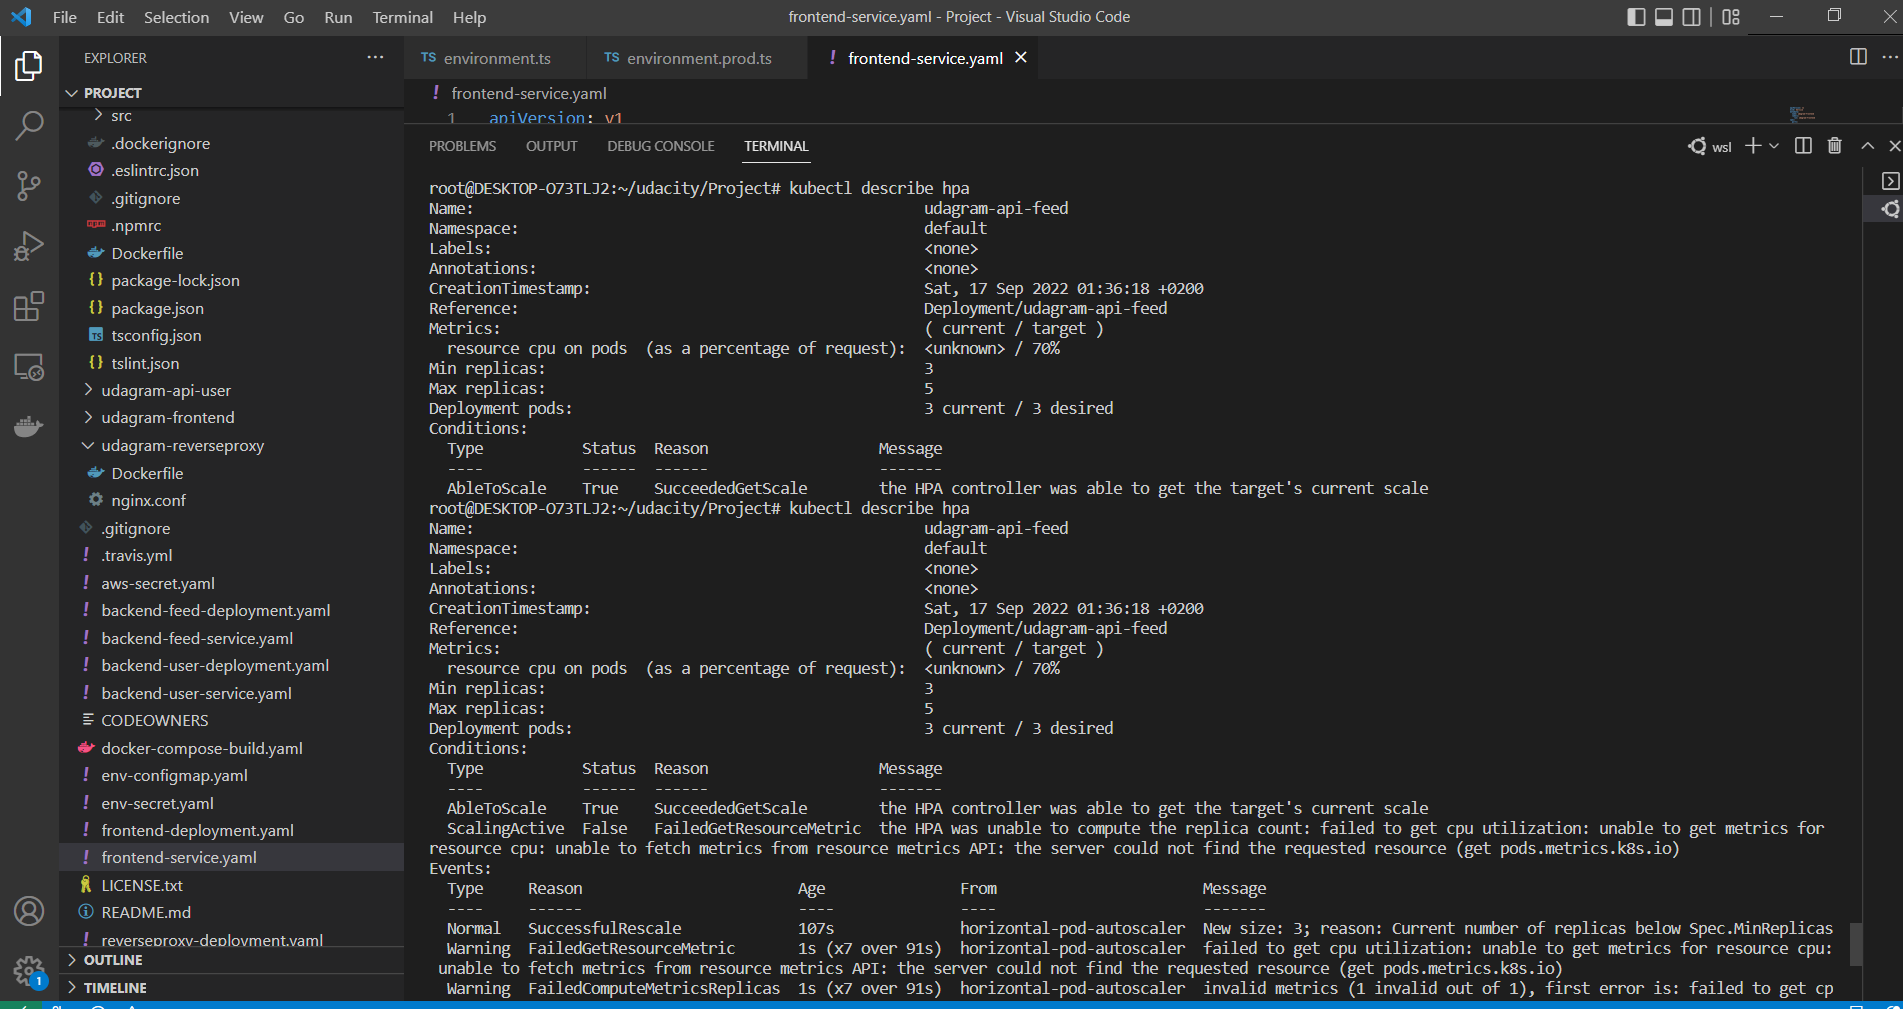 File Edit Selection View Go Run Terminal Help
frontend-service.yaml - Project - Visual Studio Code
EXPLORER
PROJECT
src
.dockerignore
.eslintrc.json
.gitignore
.npmrc
Dockerfile
package-lock.json
package.json
tsconfig.json
tslint.json
udagram-api-user
udagram-frontend
udagram-reverseproxy
Dockerfile
nginx.conf
.gitignore
.travis.yml
aws-secret.yaml
backend-feed-deployment.yaml
backend-feed-service.yaml
backend-user-deployment.yaml
backend-user-service.yaml
CODEOWNERS
docker-compose-build.yaml
env-configmap.yaml
env-secret.yaml
frontend-deployment.yaml
frontend-service.yaml
LICENSE.txt
README.md
reverseproxy-deployment.yaml
OUTLINE
TIMELINE
1
TS environment.ts
TS environment.prod.ts
! frontend-service.yaml
! frontend-service.yaml
1 apiVersion: v1
PROBLEMS OUTPUT DEBUG CONSOLE TERMINAL
wsl
root@DESKTOP-O73TLJ2:~/udacity/Project# kubectl describe hpa
Name: udagram-api-feed
Namespace: default
Labels: <none>
Annotations: <none>
CreationTimestamp: Sat, 17 Sep 2022 01:36:18 +0200
Reference: Deployment/udagram-api-feed
Metrics: ( current / target )
resource cpu on pods (as a percentage of request): <unknown> / 70%
Min replicas: 3
Max replicas: 5
Deployment pods: 3 current / 3 desired
Conditions:
Type Status Reason Message
---- ------ ------ -------
AbleToScale True SucceededGetScale the HPA controller was able to get the target's current scale
root@DESKTOP-O73TLJ2:~/udacity/Project# kubectl describe hpa
Name: udagram-api-feed
Namespace: default
Labels: <none>
Annotations: <none>
CreationTimestamp: Sat, 17 Sep 2022 01:36:18 +0200
Reference: Deployment/udagram-api-feed
Metrics: ( current / target )
resource cpu on pods (as a percentage of request): <unknown> / 70%
Min replicas: 3
Max replicas: 5
Deployment pods: 3 current / 3 desired
Conditions:
Type Status Reason Message
---- ------ ------ -------
AbleToScale True SucceededGetScale the HPA controller was able to get the target's current scale
ScalingActive False FailedGetResourceMetric the HPA was unable to compute the replica count: failed to get cpu utilization: unable to get metrics for
resource cpu: unable to fetch metrics from resource metrics API: the server could not find the requested resource (get pods.metrics.k8s.io)
Events:
Type Reason Age From Message
---- ------ ---- ---- -------
Normal SuccessfulRescale 107s horizontal-pod-autoscaler New size: 3; reason: Current number of replicas below Spec.MinReplicas
Warning FailedGetResourceMetric 1s (x7 over 91s) horizontal-pod-autoscaler failed to get cpu utilization: unable to get metrics for resource cpu:
unable to fetch metrics from resource metrics API: the server could not find the requested resource (get pods.metrics.k8s.io)
Warning FailedComputeMetricsReplicas 1s (x7 over 91s) horizontal-pod-autoscaler invalid metrics (1 invalid out of 1), first error is: failed to get cp